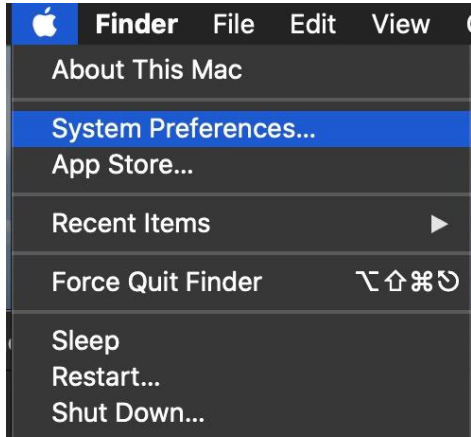 Finder File Edit View
About This Mac
System Preferences...
App Store...
Recent Items
Force Quit Finder ⌥⇧⌘⎋
Sleep
Restart...
Shut Down...